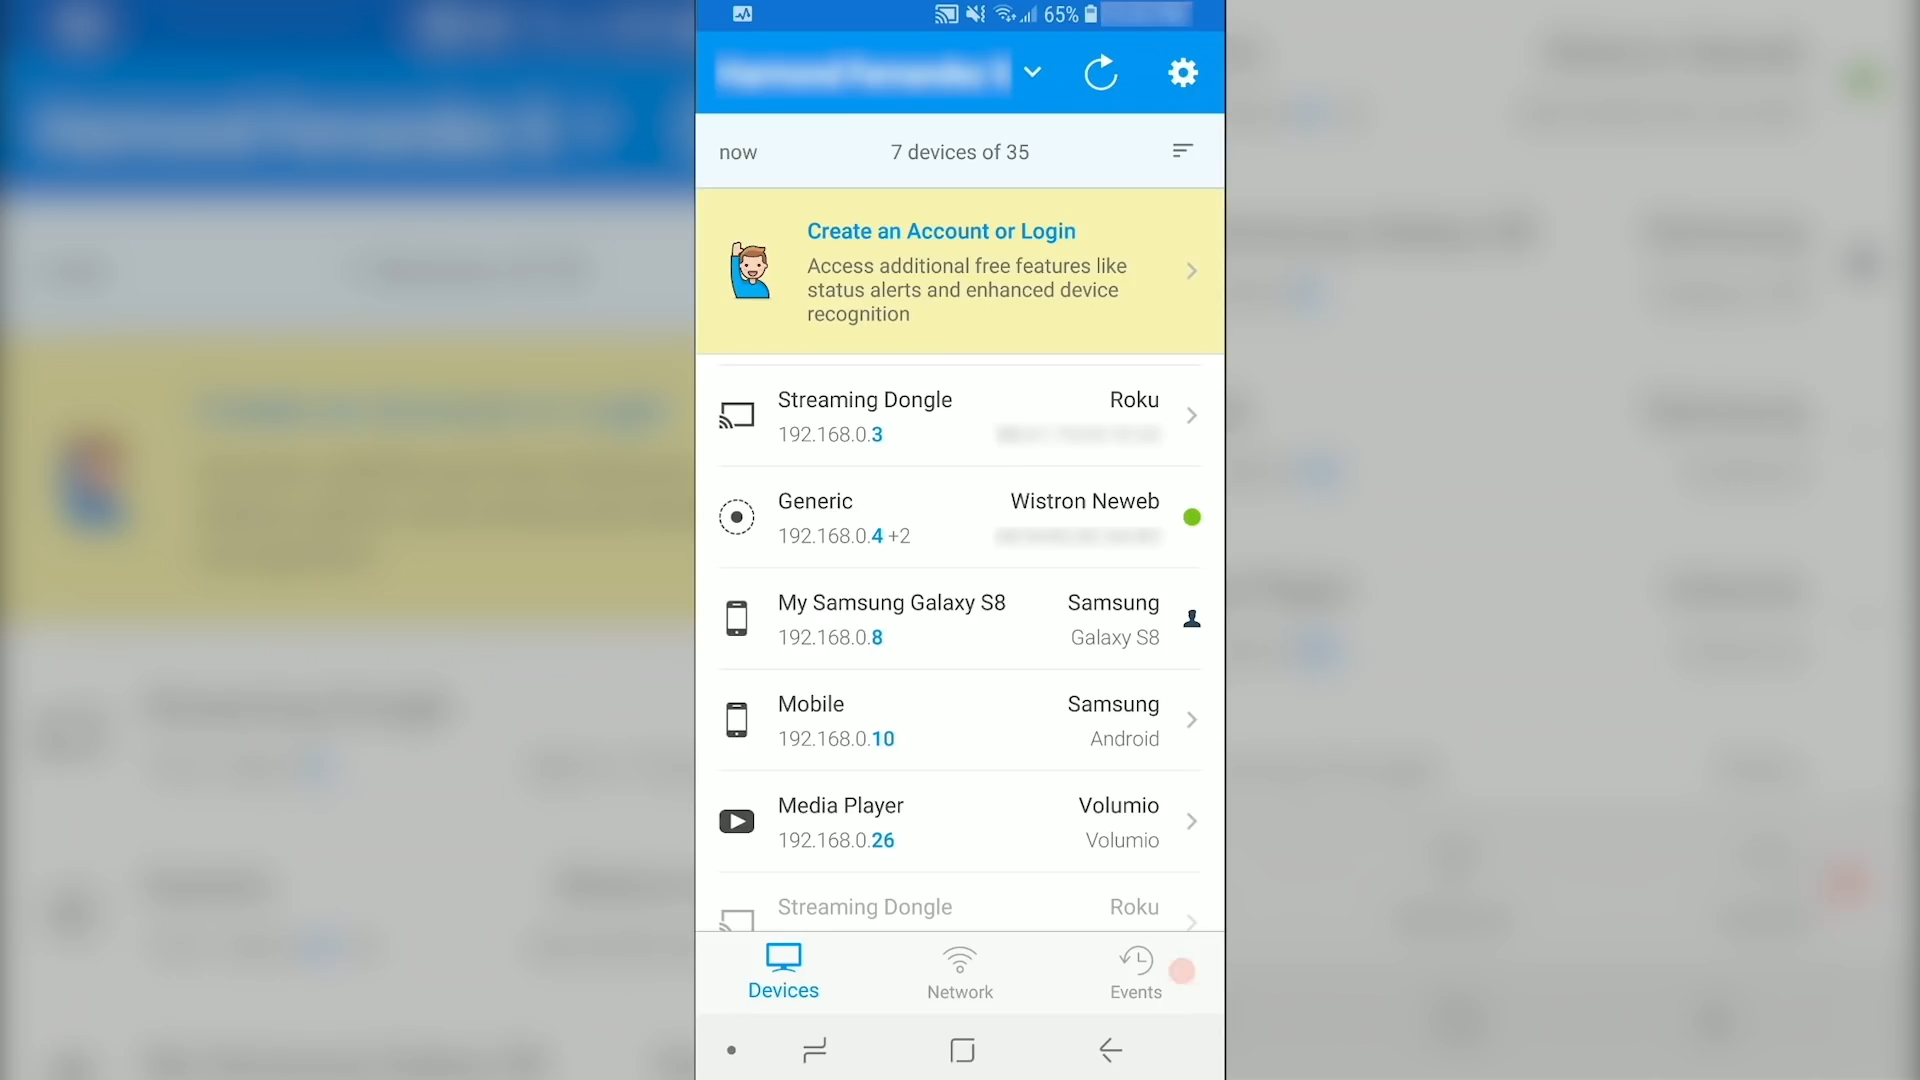 65%
now
7 devices of 35
Create an Account or Login
Access additional free features like
status alerts and enhanced device
recognition
Streaming Dongle
Roku
192.168.0.3
Generic
Wistron Neweb
192.168.0.4 +2
My Samsung Galaxy S8
Samsung
192.168.0.8
Galaxy S8
Mobile
Samsung
192.168.0.10
Android
Media Player
Volumio
192.168.0.26
Volumio
Streaming Dongle
Roku
Devices
Network
Events